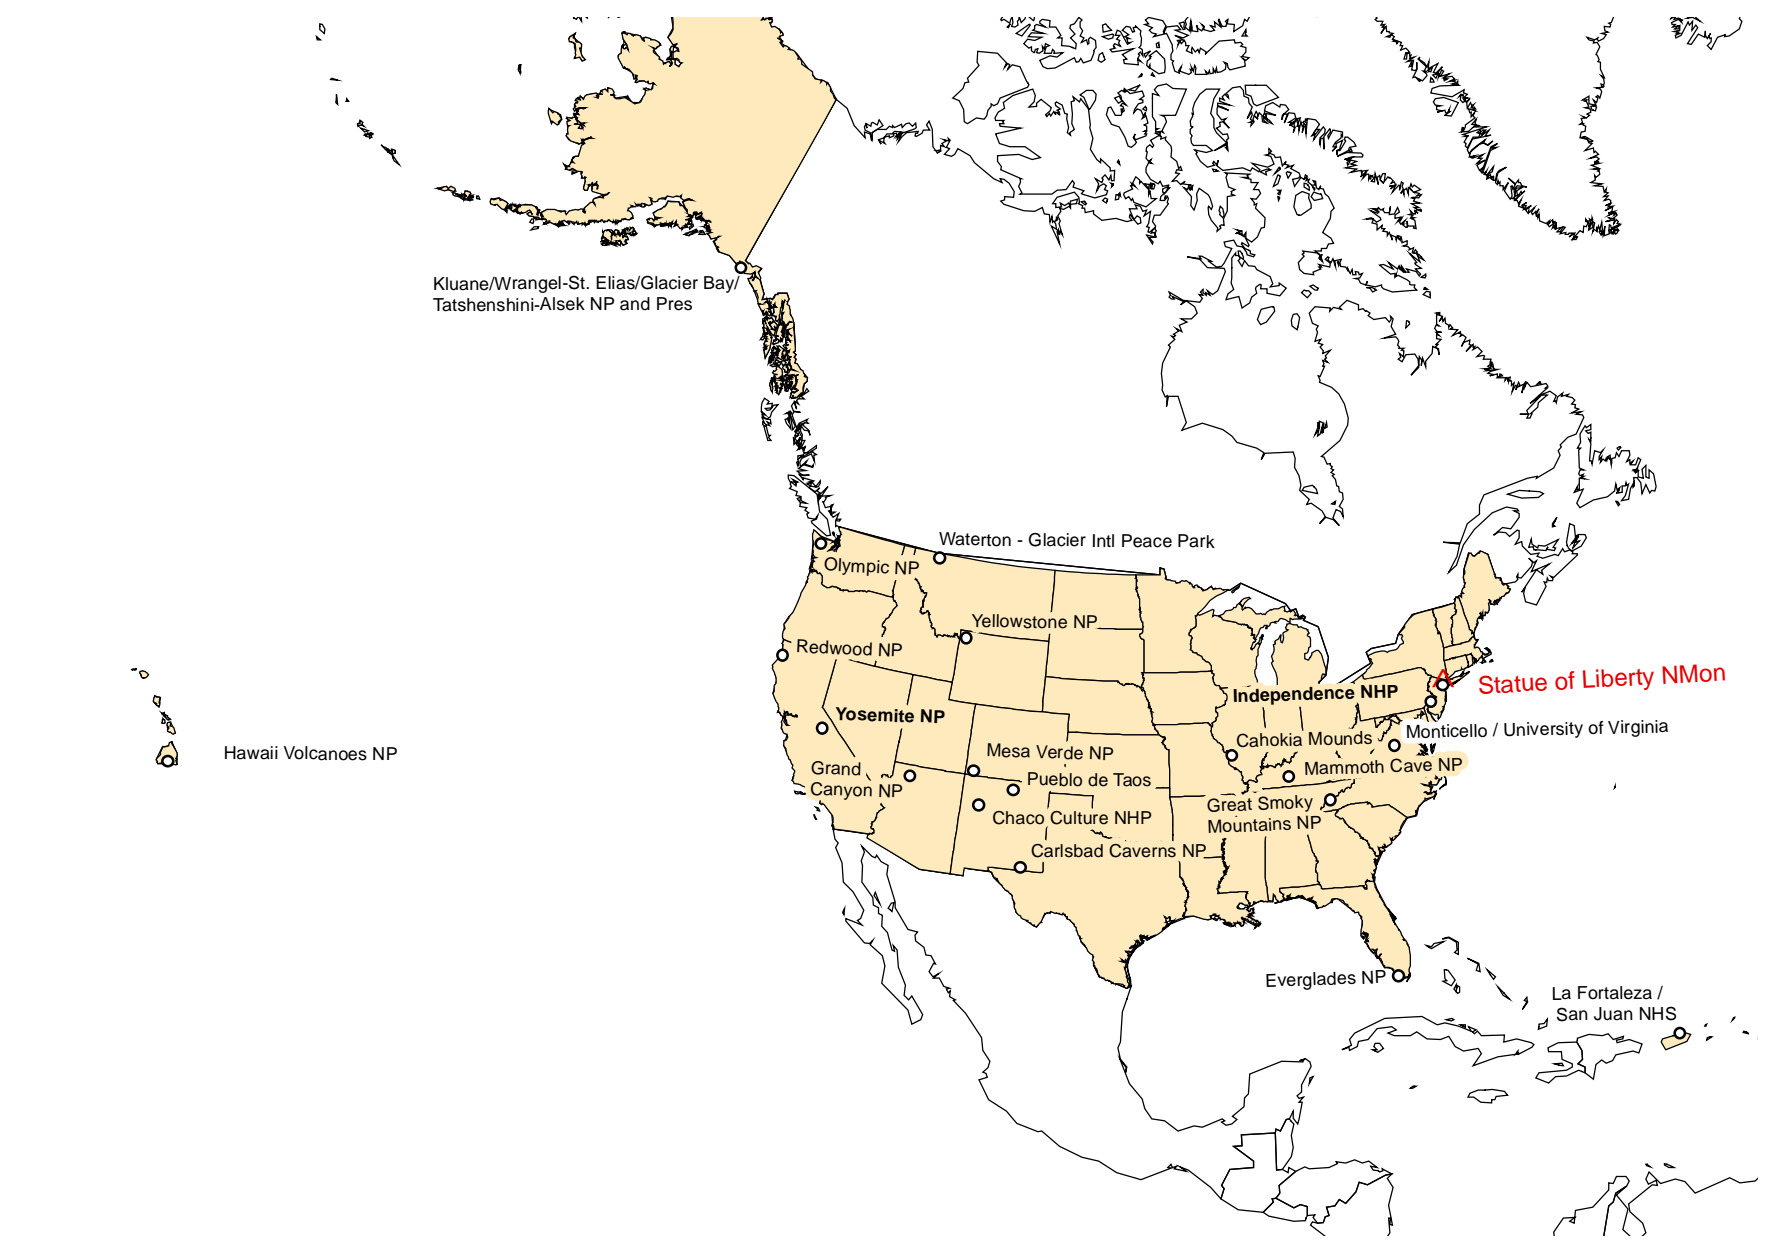 Kluane/Wrangel-St. Elias/Glacier Bay/
Tatshenshini-Alsek NP and Pres
Waterton - Glacier Intl Peace Park
Olympic NP
Yellowstone NP
Redwood NP
Statue of Liberty NMon
Independence NHP
Yosemite NP
Monticello / University of Virginia
Cahokia Mounds
Hawaii Volcanoes NP
Mesa Verde NP
Mammoth Cave NP
Grand
Canyon NP
Pueblo de Taos
Great Smoky
Mountains NP
Chaco Culture NHP
Carlsbad Caverns NP
Everglades NP
La Fortaleza /
San Juan NHS